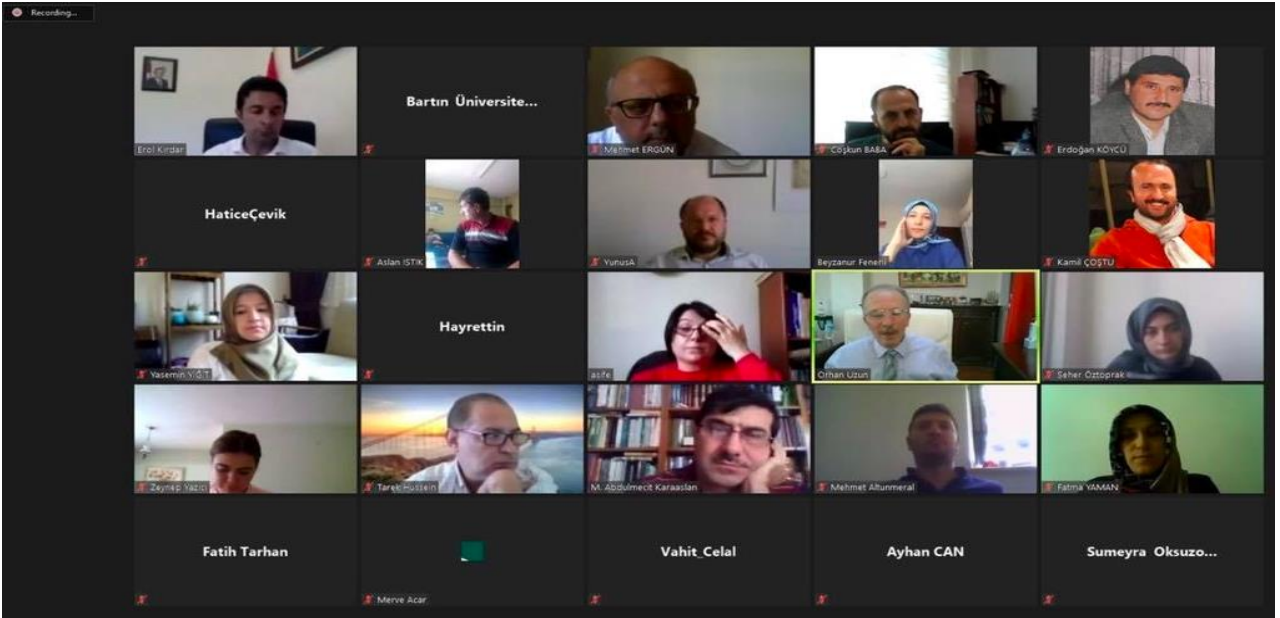 Recording...
Erol Kırdar
Bartın Üniversite...
Mehmet ERGÜN
Coşkun BABA
Erdoğan KÖYCÜ
HaticeÇevik
Aslan ISTIK
YunusA
Beyzanur Fenerli
Kamil ÇOŞTU
Yasemin YİĞİT
Hayrettin
asife
Orhan Uzun
Seher Öztoprak
Zeynep Yazıcı
Tarek Hussein
M. Abdulmecit Karaaslan
Mehmet Altunmeral
Fatma YAMAN
Fatih Tarhan
Merve Acar
Vahit_Celal
Ayhan CAN
Sumeyra Oksuzo...